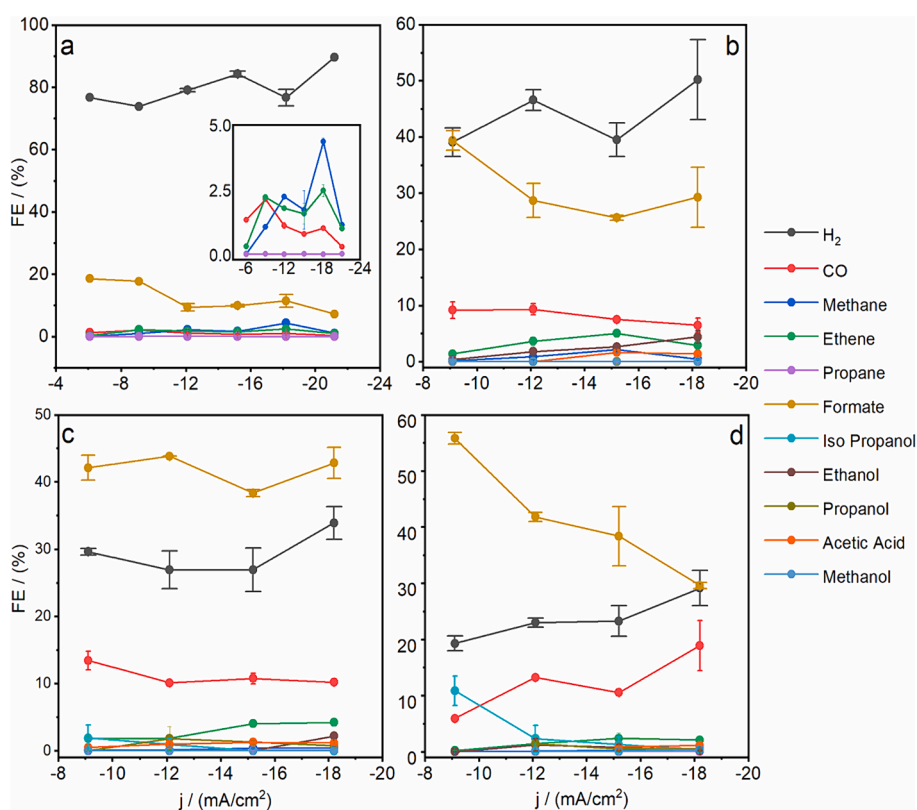 100
80
60
40
20
0
FE / (%)
a
5.0
2.5
0.0
-6 -12 -18 -24
-4 -8 -12 -16 -20 -24
60
50
40
30
20
10
0
b
-8 -10 -12 -14 -16 -18 -20
H2
CO
Methane
Ethene
Propane
Formate
Iso Propanol
Ethanol
Propanol
Acetic Acid
Methanol
50
40
30
20
10
0
FE / (%)
c
-8 -10 -12 -14 -16 -18 -20
j / (mA/cm²)
60
50
40
30
20
10
0
d
-8 -10 -12 -14 -16 -18 -20
j / (mA/cm²)